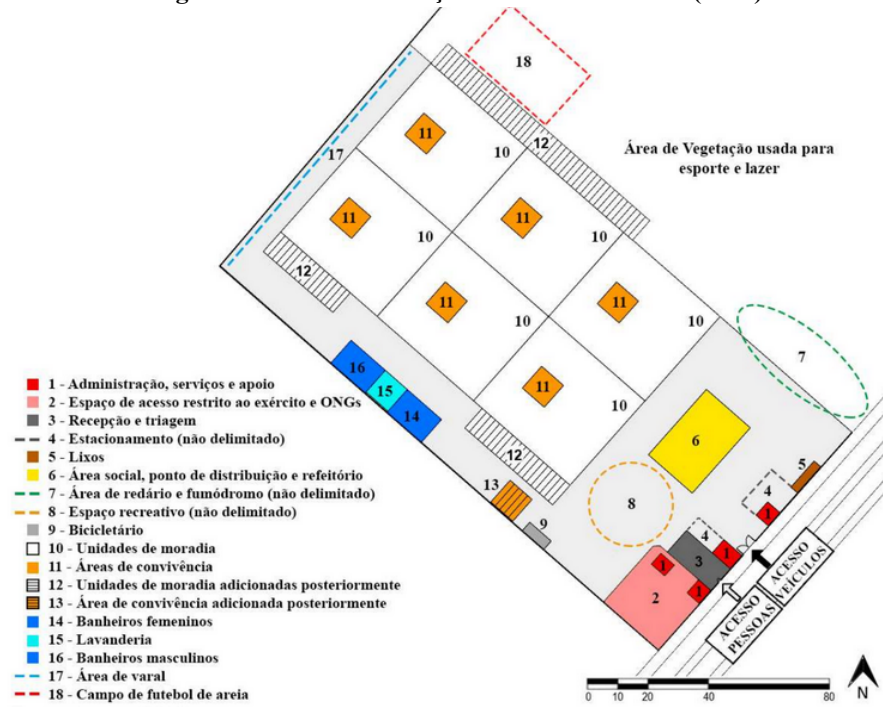 18
Área de Vegetação usada para
esporte e lazer
11
10
12
17
11
11
10
10
12
11
11
10
10
7
11
10
16
15
14
6
12
5
13
8
4
9
1
4
1
3
1
2
1
ACESSO
VEÍCULOS
ACESSO
PESSOAS
1 - Administração, serviços e apoio
2 - Espaço de acesso restrito ao exército e ONGs
3 - Recepção e triagem
4 - Estacionamento (não delimitado)
5 - Lixos
6 - Área social, ponto de distribuição e refeitório
7 - Área de redário e fumódromo (não delimitado)
8 - Espaço recreativo (não delimitado)
9 - Bicicletário
10 - Unidades de moradia
11 - Áreas de convivência
12 - Unidades de moradia adicionadas posteriormente
13 - Área de convivência adicionada posteriormente
14 - Banheiros femeninos
15 - Lavanderia
16 - Banheiros masculinos
17 - Área de varal
18 - Campo de futebol de areia
0 10 20 40 80
N